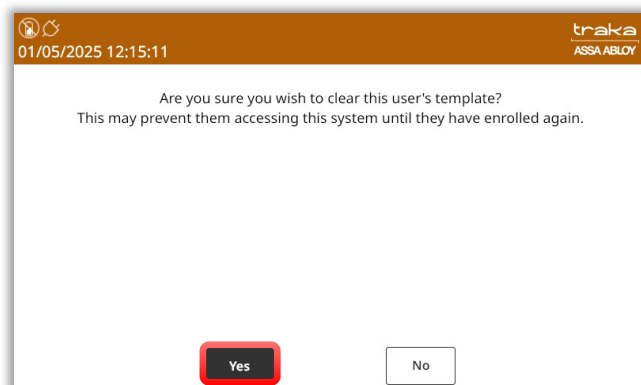 traka
01/05/2025 12:15:11
ASSA ABLOY
Are you sure you wish to clear this user's template?
This may prevent them accessing this system until they have enrolled again.
Yes
No